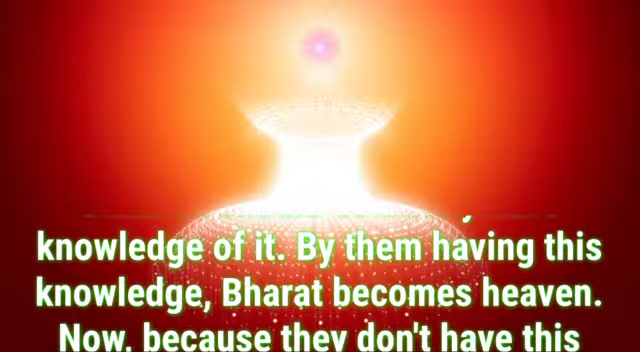 knowledge of it. By them having this
knowledge, Bharat becomes heaven.
Now, because they don't have this